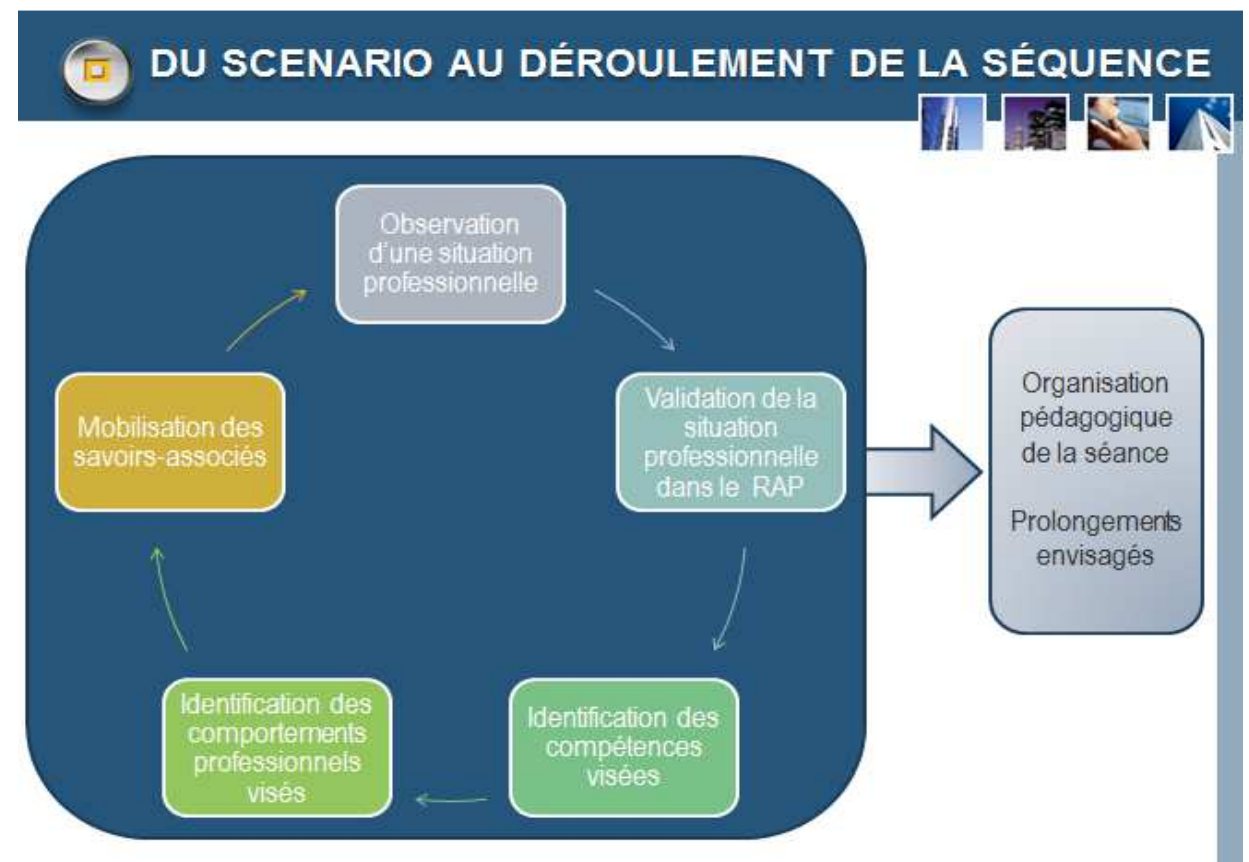 DU SCENARIO AU DÉROULEMENT DE LA SÉQUENCE
Observation
d'une situation
professionnelle
Validation de la
situation
professionnelle
dans le RAP
Identification des
compétences
visées
Identification des
comportements
professionnels
visés
Mobilisation des
savoirs-associés
Organisation
pédagogique
de la séance
Prolongements
envisagés